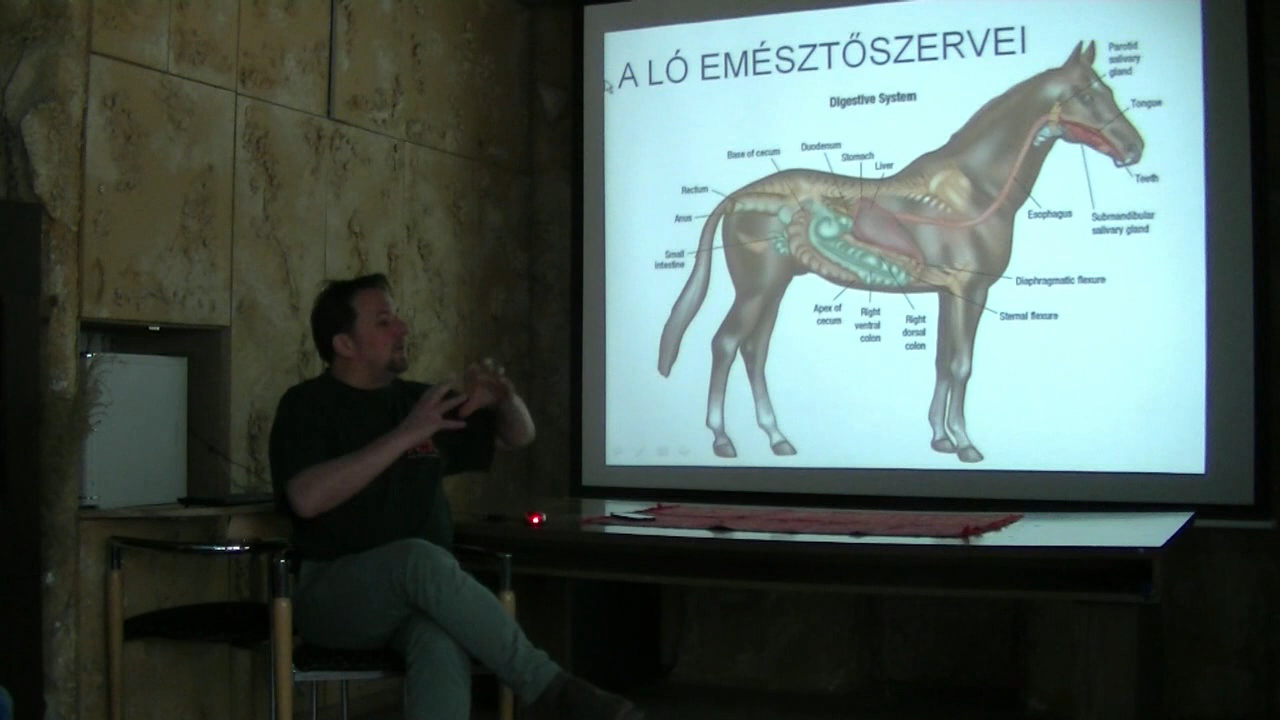 A LÓ EMÉSZTŐSZERVEI
Digestive System
Parotid
salivary
gland
Tongue
Teeth
Base of cecum
Duodenum
Stomach
Liver
Rectum
Anus
Small
intestine
Esophagus
Submandibular
salivary gland
Diaphragmatic flexure
Sternal flexure
Apex of
cecum
Right
ventral
colon
Right
dorsal
colon